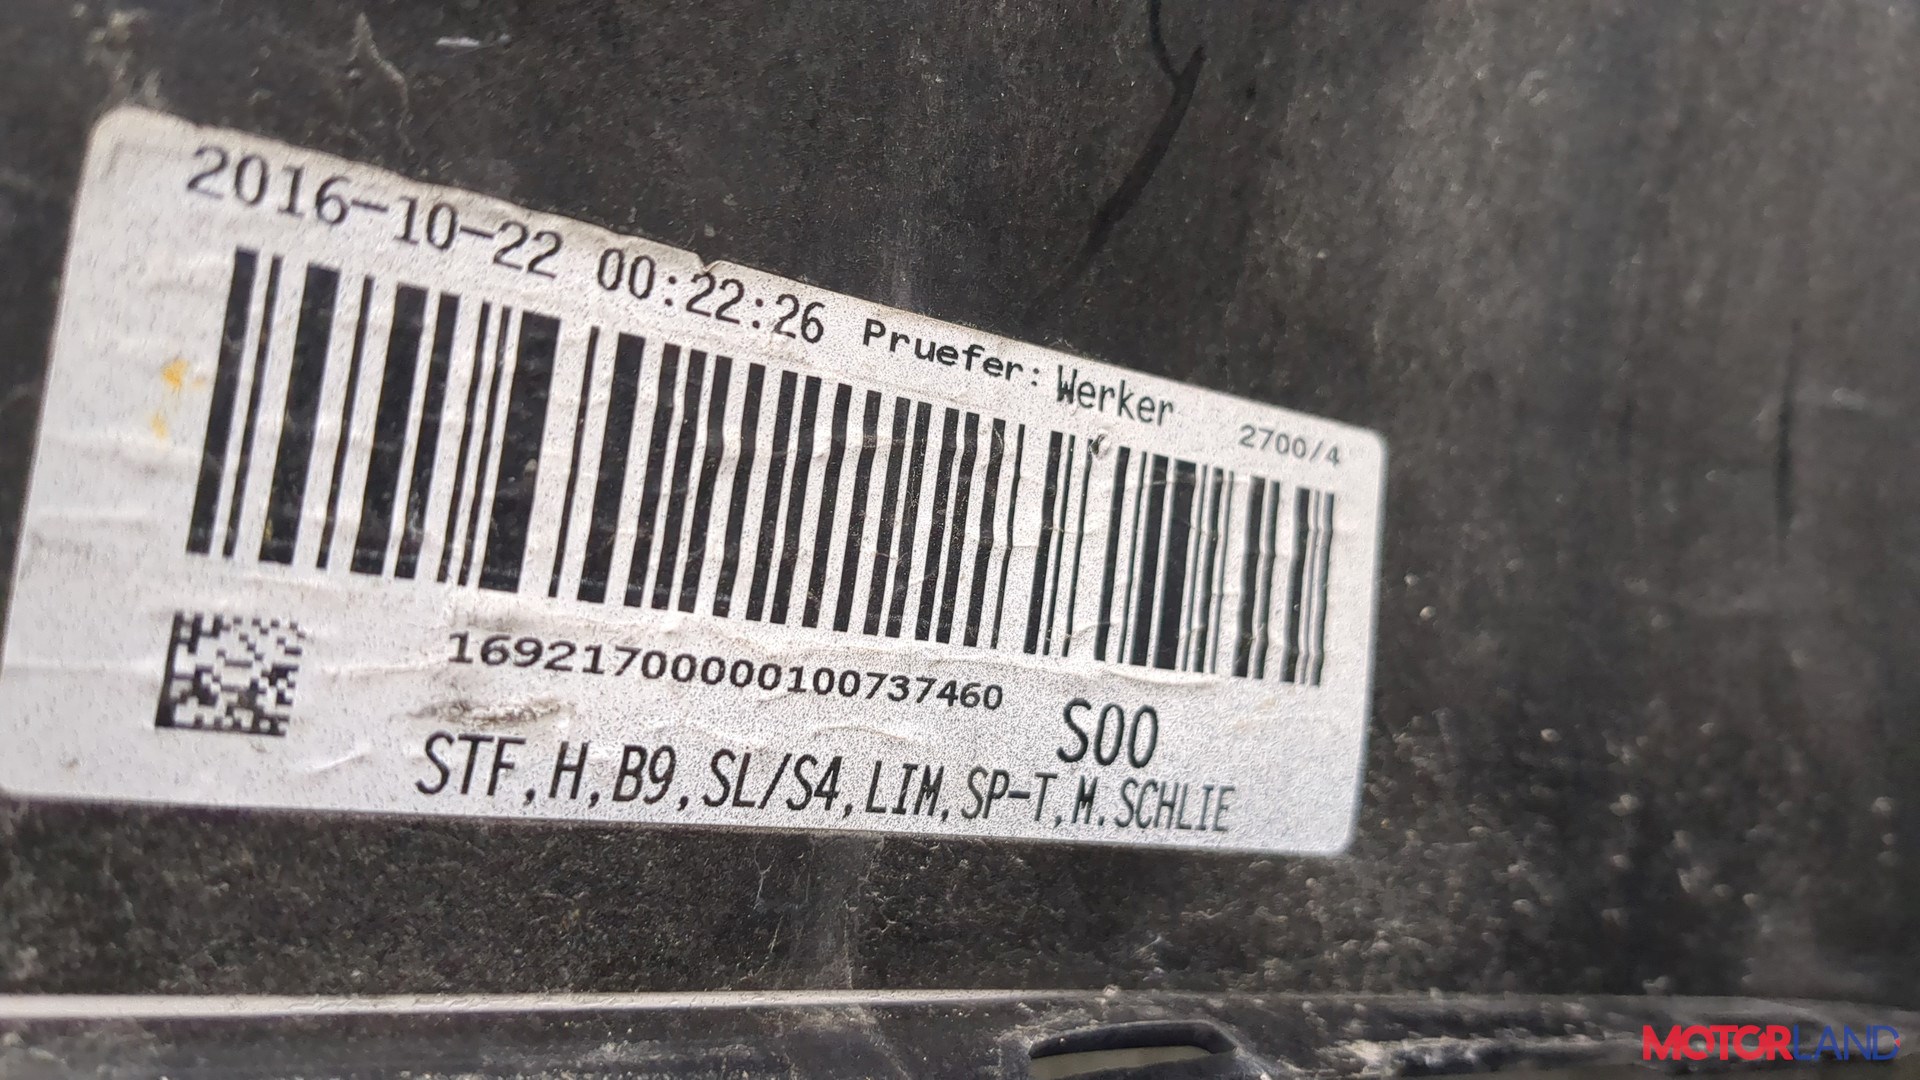 2016-10-22 00:22:26 Pruefer: Werker 2700/4
16921700000100737460 S00
STF,H,B9,SL/S4,LIM,SP-T,M.SCHLIE
MOTORLAND